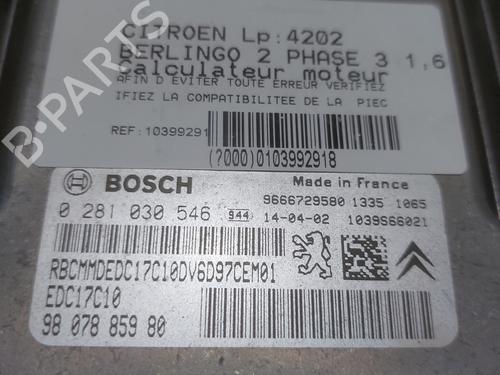 CITROEN Lp:4202
BERLINGO 2 PHASE 3 1,6
calculateur moteur
AFIN D EVITER TOUTE ERREUR VERIFIEZ
IFIEZ LA COMPATIBILITEE DE LA PIEC
REF:10399291
(?000)0103992918
BOSCH
Made in France
9666729580 1335 1065
0 281 030 546 944 14-04-02 1039S66021
RBCMMDEDC17C10DV6D97CEM01
EDC17C10
98 078 859 80
B-PARTS